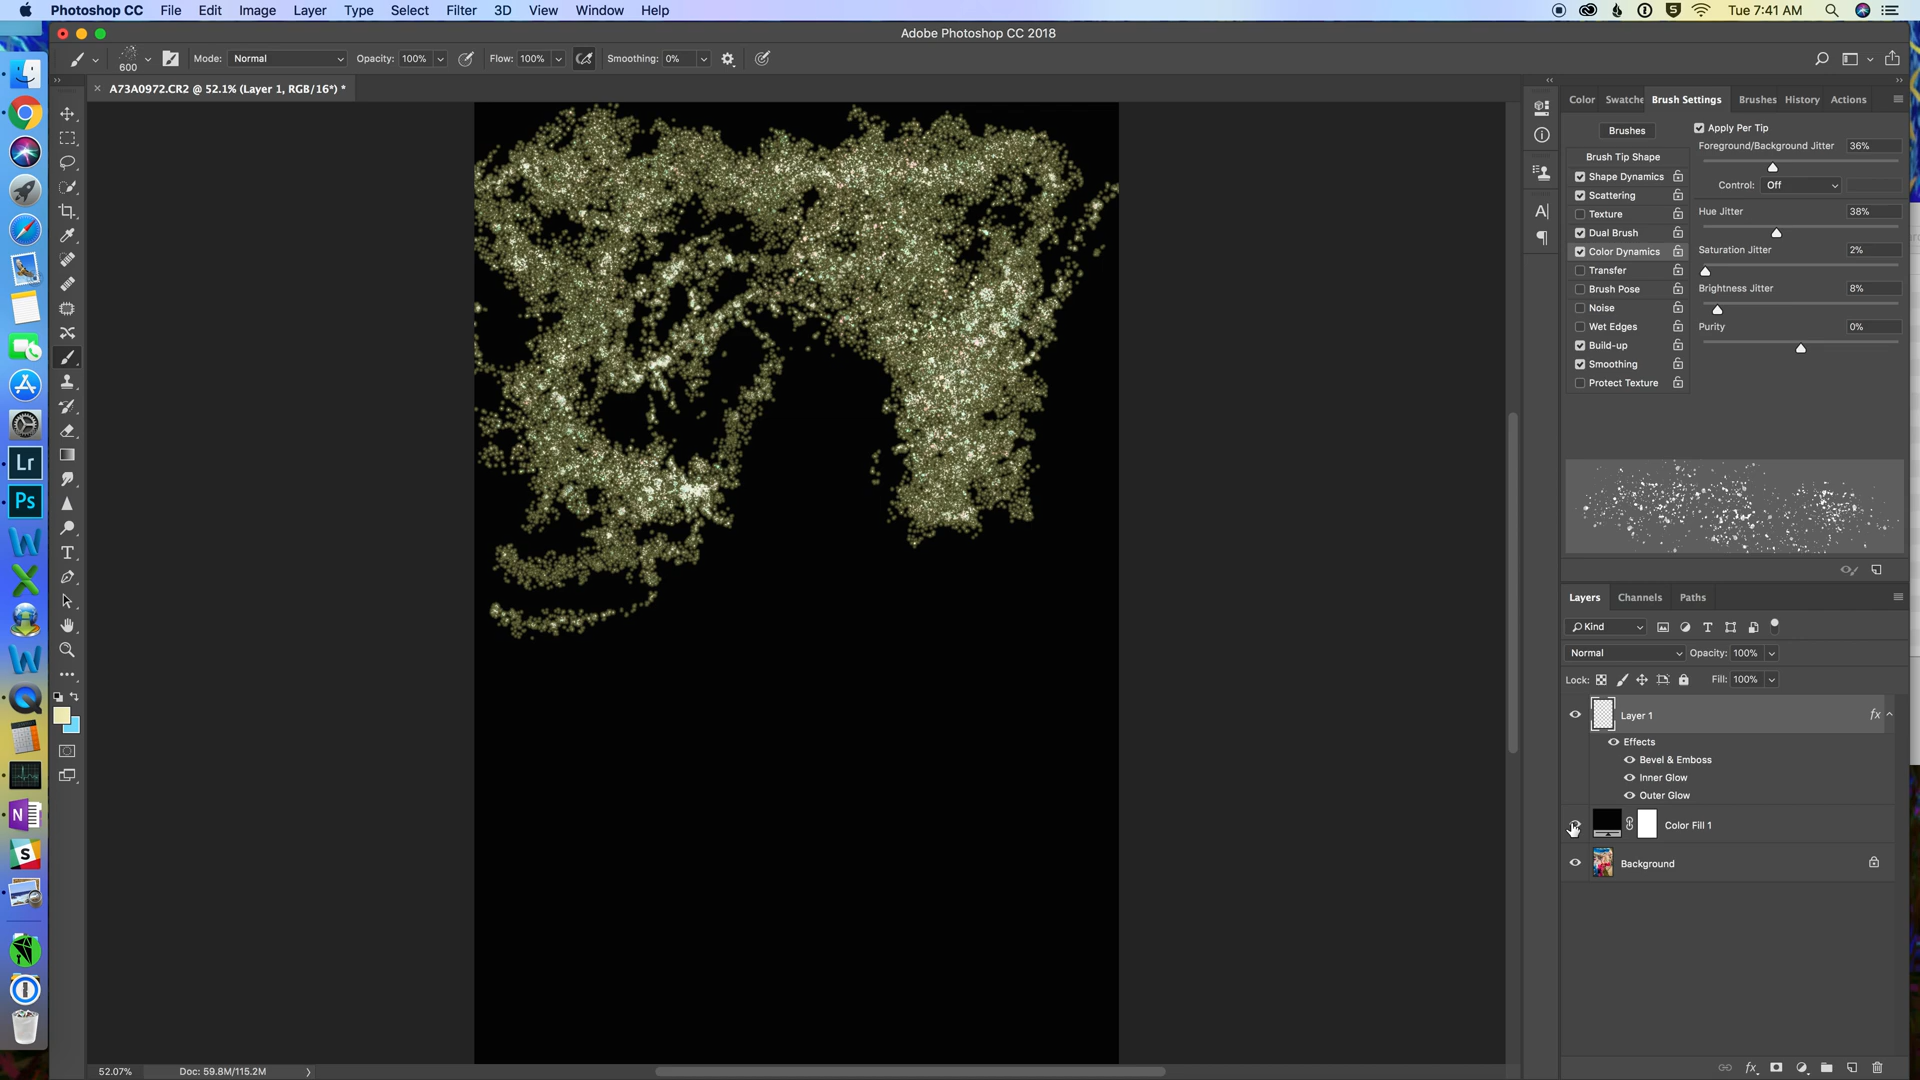 Photoshop CC File Edit Image Layer Type Select Filter 3D View Window Help Tue 7:41 AM
Adobe Photoshop CC 2018
600 Mode: Normal Opacity: 100% Flow: 100% Smoothing: 0%
A73A0972.CR2 @ 52.1% (Layer 1, RGB/16*) *
Color Swatche Brush Settings Brushes History Actions
Brushes
Brush Tip Shape
Shape Dynamics
Scattering
Texture
Dual Brush
Color Dynamics
Transfer
Brush Pose
Noise
Wet Edges
Build-up
Smoothing
Protect Texture
Apply Per Tip
Foreground/Background Jitter 36%
Control: Off
Hue Jitter 38%
Saturation Jitter 2%
Brightness Jitter 8%
Purity 0%
Layers Channels Paths
Kind
Normal Opacity: 100%
Lock: Fill: 100%
Layer 1 fx
Effects
Bevel & Emboss
Inner Glow
Outer Glow
Color Fill 1
Background
Lr
Ps
52.07% Doc: 59.8M/115.2M
fx